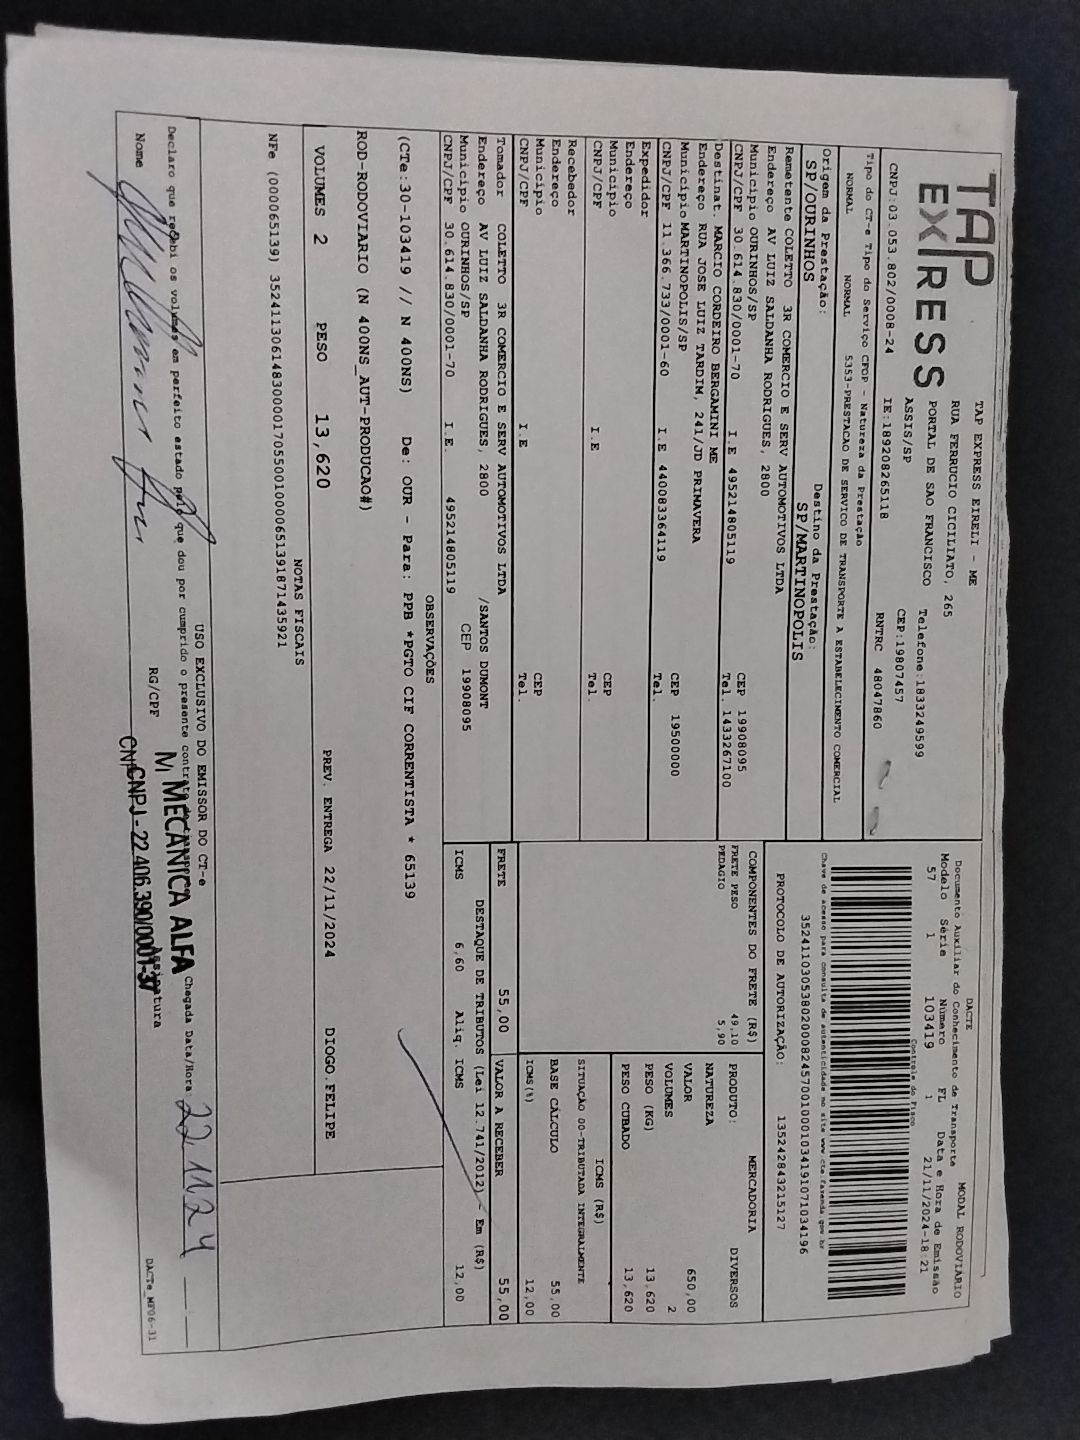 TAP
EXPRESS
TAP EXPRESS EIRELI - ME
RUA FERRUCIO CICILIATO, 265
PORTAL DE SAO FRANCISCO
Telefone:1833249599
ASSIS/SP
CEP:19807457
CNPJ:03.053.802/0008-24
IE:189208265118
RNTRC 48047860
Tipo do CT-e Tipo do Serviço CFOP - Natureza da Prestação
NORMAL NORMAL 5353-PRESTACAO DE SERVICO DE TRANSPORTE A ESTABELECIMENTO COMERCIAL
DACTE
Documento Auxiliar do Conhecimento de Transporte
MODAL RODOVIÁRIO
Modelo Série Número FL Data e Hora de Emissão
57 1 103419 1 21/11/2024-18:21
Controle do Fisco
Chave de acesso para consulta de autenticidade no site www.cte.fazenda.gov.br
35241103053802000824570010001034191071034196
PROTOCOLO DE AUTORIZAÇÃO: 135242843215127
Origem da Prestação: Destino da Prestação:
SP/OURINHOS SP/MARTINOPOLIS
Remetente COLETTO 3R COMERCIO E SERV AUTOMOTIVOS LTDA
Endereço AV LUIZ SALDANHA RODRIGUES, 2800
Município OURINHOS/SP CEP 19908095
CNPJ/CPF 30.614.830/0001-70 I.E 495214805119 Tel. 1433267100
Destinat. MARCIO CORDEIRO BERGAMINI ME
Endereço RUA JOSE LUIZ TARDIM, 241/JD PRIMAVERA
Município MARTINOPOLIS/SP CEP 19500000
CNPJ/CPF 11.366.733/0001-60 I.E 440083364119 Tel.
Expedidor
Endereço
Município CEP
CNPJ/CPF I.E Tel.
Recebedor
Endereço
Município CEP
CNPJ/CPF I.E Tel.
Tomador COLETTO 3R COMERCIO E SERV AUTOMOTIVOS LTDA
Endereço AV LUIZ SALDANHA RODRIGUES, 2800 /SANTOS DUMONT
Município OURINHOS/SP CEP 19908095
CNPJ/CPF 30.614.830/0001-70 I.E. 495214805119
COMPONENTES DO FRETE (R$)
FRETE PESO 49,10
PEDAGIO 5,90
PRODUTO: MERCADORIA
NATUREZA DIVERSOS
VALOR 650,00
VOLUMES 2
PESO (KG) 13,620
PESO CUBADO 13,620
ICMS (R$)
SITUAÇÃO 00-TRIBUTADA INTEGRALMENTE
BASE CÁLCULO 55,00
ICMS(%) 12,00
FRETE 55,00
VALOR A RECEBER 55,00
DESTAQUE DE TRIBUTOS (Lei 12.741/2012) - Em (R$)
ICMS 6,60 Aliq. ICMS 12,00
OBSERVAÇÕES
(CTe:30-103419 // N 400NS) De: OUR - Para: PPB *PGTO CIF CORRENTISTA * 65139
ROD-RODOVIARIO (N 400NS_AUT-PRODUCAO#)
VOLUMES 2 PESO 13,620 PREV. ENTREGA 22/11/2024 DIOGO.FELIPE
NOTAS FISCAIS
NFe (000065139) 35241130614830000170550010000651391871435921
USO EXCLUSIVO DO EMISSOR DO CT-e
Declaro que recebi os volumes em perfeito estado pelo que dou por cumprido o presente contrato de transporte
Chegada Data/Hora: 22.11.24
Nome RG/CPF Assinatura
M MECÂNICA ALFA
CNPJ - 22.406.390/0001-37
DACTe_MF06-31